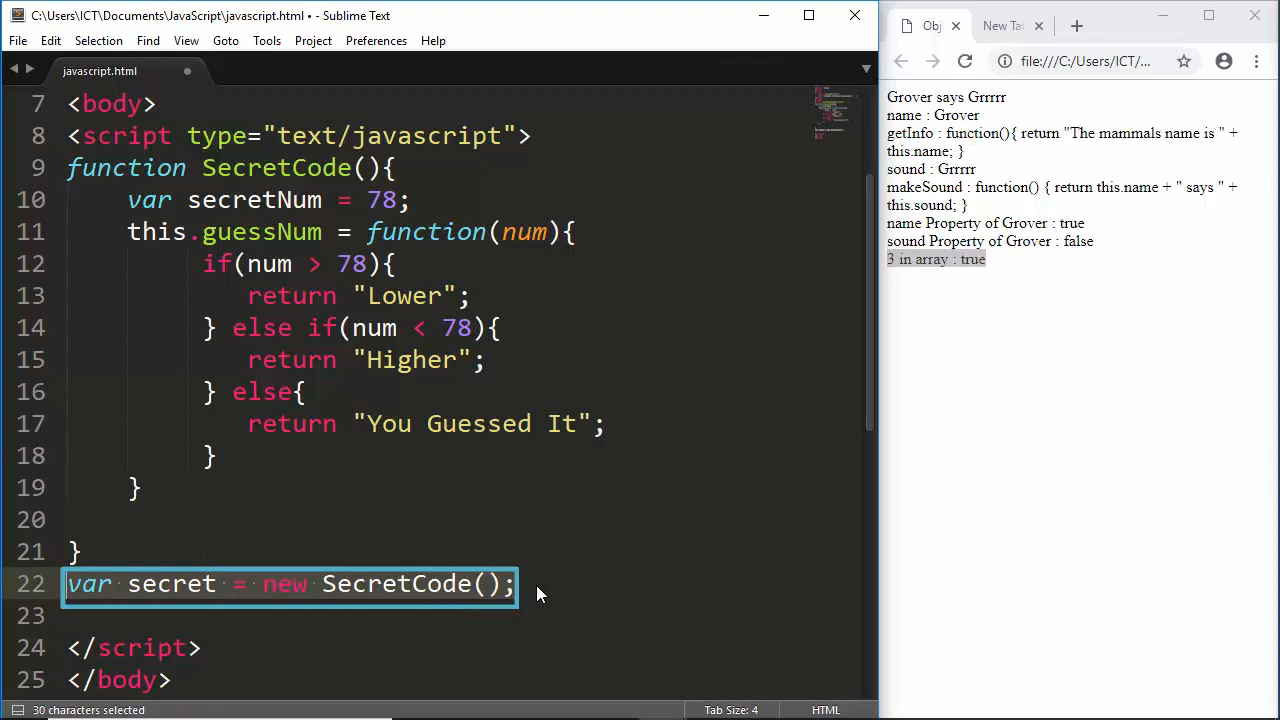 C:\Users\ICT\Documents\JavaScript\javascript.html • - Sublime Text
File Edit Selection Find View Goto Tools Project Preferences Help
javascript.html
7 <body>
8 <script type="text/javascript">
9 function SecretCode(){
10 var secretNum = 78;
11 this.guessNum = function(num){
12 if(num > 78){
13 return "Lower";
14 } else if(num < 78){
15 return "Higher";
16 } else{
17 return "You Guessed It";
18 }
19 }
20
21 }
22 var secret = new SecretCode();
23
24 </script>
25 </body>
30 characters selected Tab Size: 4 HTML
Obj New Tal
file:///C:/Users/ICT/...
Grover says Grrrrr
name : Grover
getInfo : function(){ return "The mammals name is " +
this.name; }
sound : Grrrrr
makeSound : function() { return this.name + " says " +
this.sound; }
name Property of Grover : true
sound Property of Grover : false
3 in array : true